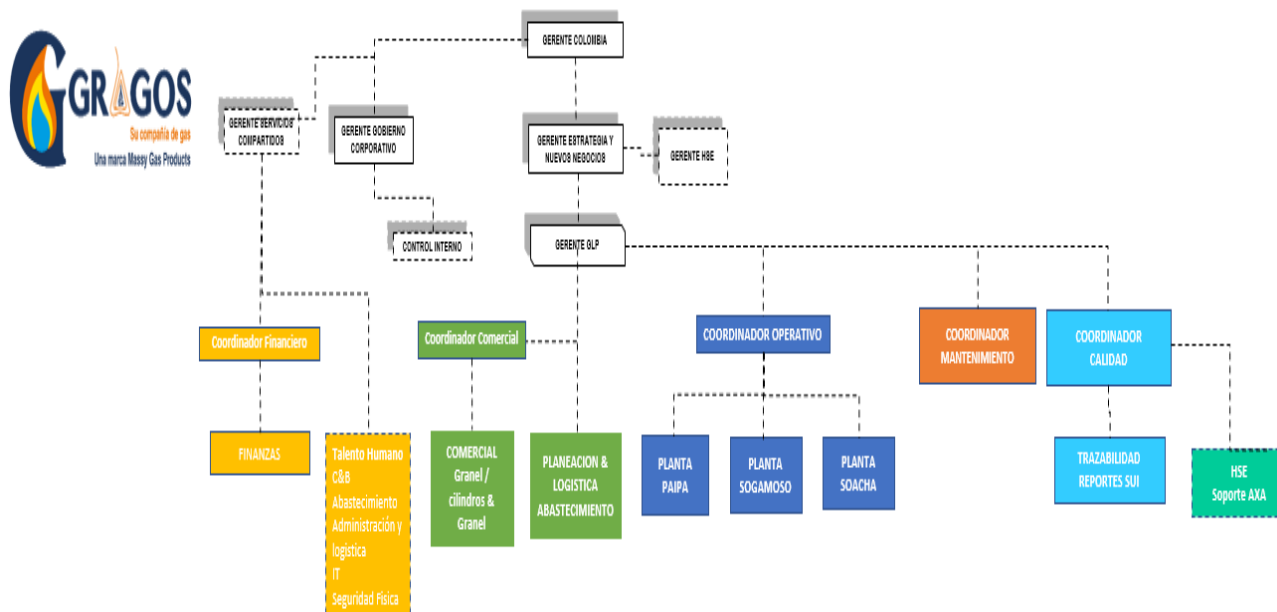 GRAGOS
Su compañía de gas
Una marca Massy Gas Products
GERENTE COLOMBIA
GERENTE SERVICIOS
COMPARTIDOS
GERENTE GOBIERNO
CORPORATIVO
GERENTE ESTRATEGIA Y
NUEVOS NEGOCIOS
GERENTE HSE
CONTROL INTERNO
GERENTE GLP
Coordinador Financiero
Coordinador Comercial
COORDINADOR OPERATIVO
COORDINADOR
MANTENIMIENTO
COORDINADOR
CALIDAD
FINANZAS
Talento Humano
C&B
Abastecimiento
Administración y
logistica
IT
Seguridad Fisica
COMERCIAL
Granel /
cilindros &
Granel
PLANEACION &
LOGISTICA
ABASTECIMIENTO
PLANTA
PAIPA
PLANTA
SOGAMOSO
PLANTA
SOACHA
TRAZABILIDAD
REPORTES SUI
HSE
Soporte AXA